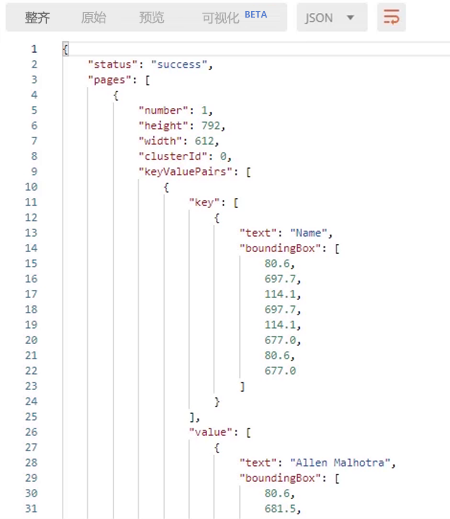 整齐 原始 预览 可视化 BETA JSON
1 {
2 "status": "success",
3 "pages": [
4 {
5 "number": 1,
6 "height": 792,
7 "width": 612,
8 "clusterId": 0,
9 "keyValuePairs": [
10 {
11 "key": [
12 {
13 "text": "Name",
14 "boundingBox": [
15 80.6,
16 697.7,
17 114.1,
18 697.7,
19 114.1,
20 677.0,
21 80.6,
22 677.0
23 ]
24 }
25 ],
26 "value": [
27 {
28 "text": "Allen Malhotra",
29 "boundingBox": [
30 80.6,
31 681.5,